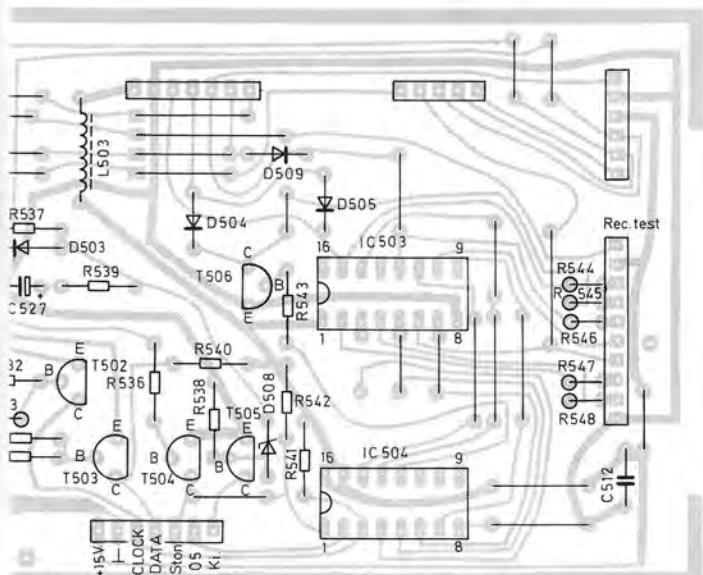 L503
D509
R537
D504
D505
Rec.test
D503
C
16
IC503
9
R544
R539
T506
B
R543
R545
C527
+
E
1
8
R546
E
T502
R540
D508
R547
B
R536
R538
T505
R542
R548
C
E
E
E
R541
16
IC504
9
B
B
C512
T503
C
T504
C
C
1
8
+15V
CLOCK
DATA
Ston
05
Ki.